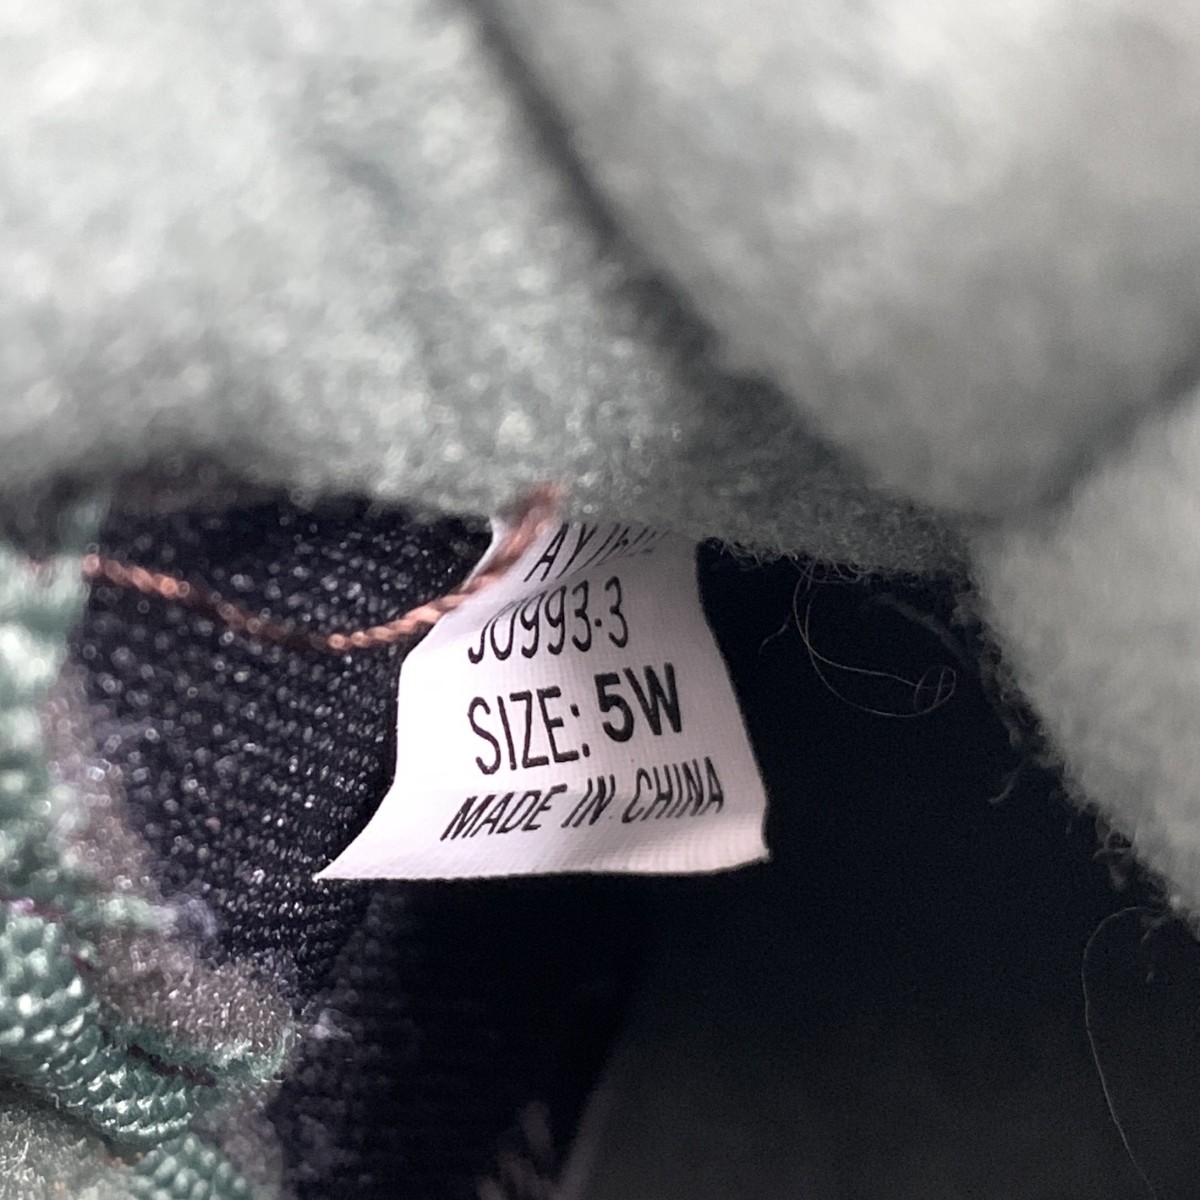 J0993-3
SIZE: 5W
MADE IN CHINA